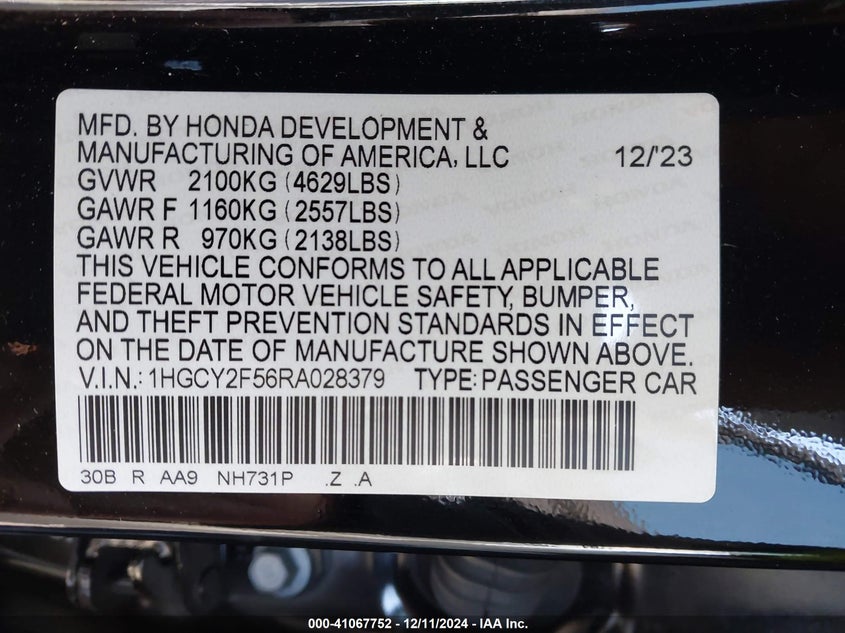 MFD. BY HONDA DEVELOPMENT &
MANUFACTURING OF AMERICA, LLC 12/'23
GVWR 2100KG (4629LBS)
GAWR F 1160KG (2557LBS)
GAWR R 970KG (2138LBS)
THIS VEHICLE CONFORMS TO ALL APPLICABLE
FEDERAL MOTOR VEHICLE SAFETY, BUMPER,
AND THEFT PREVENTION STANDARDS IN EFFECT
ON THE DATE OF MANUFACTURE SHOWN ABOVE.
V.I.N.: 1HGCY2F56RA028379 TYPE: PASSENGER CAR
30B R AA9 NH731P .Z .A
000-41067752 - 12/11/2024 - IAA Inc.